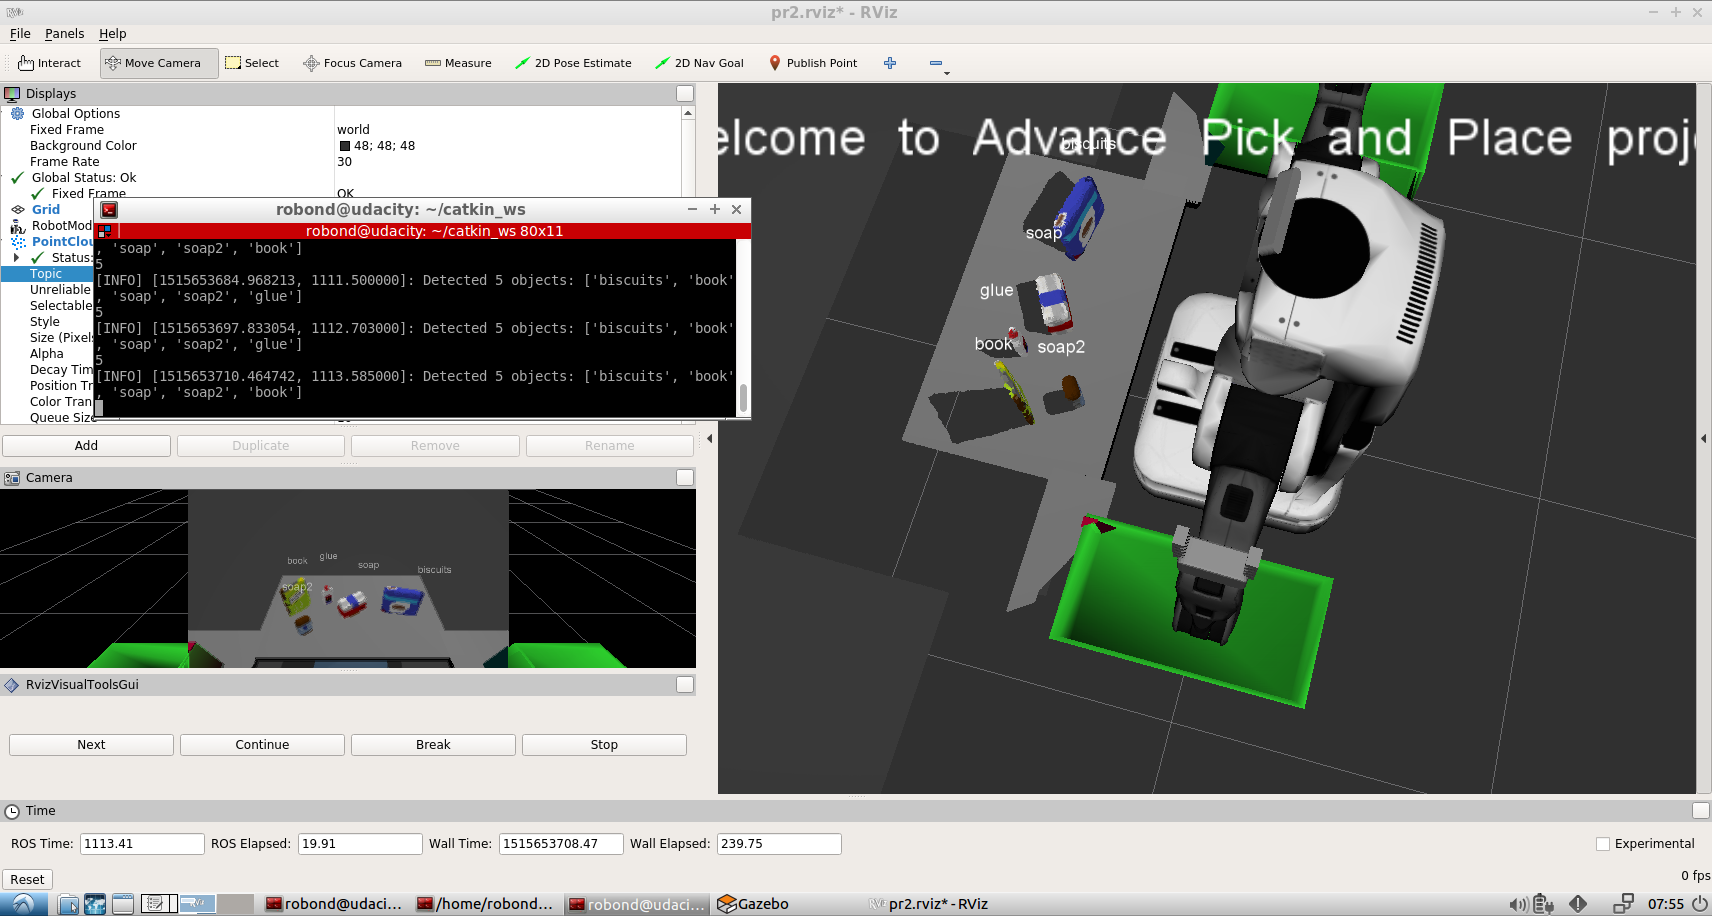 pr2.rviz* - RViz
File Panels Help
Interact Move Camera Select Focus Camera Measure 2D Pose Estimate 2D Nav Goal Publish Point
Displays
Global Options
Fixed Frame world
Background Color 48; 48; 48
Frame Rate 30
Global Status: Ok
Fixed Frame OK
Grid
RobotMod
PointClou
Status:
Topic
Unreliable
Selectable
Style
Size (Pixels
Alpha
Decay Tim
Position Tr
Color Tran
Queue Size
robond@udacity: ~/catkin_ws
robond@udacity: ~/catkin_ws 80x11
, 'soap', 'soap2', 'book']
5
[INFO] [1515653684.968213, 1111.500000]: Detected 5 objects: ['biscuits', 'book'
, 'soap', 'soap2', 'glue']
5
[INFO] [1515653697.833054, 1112.703000]: Detected 5 objects: ['biscuits', 'book'
, 'soap', 'soap2', 'glue']
5
[INFO] [1515653710.464742, 1113.585000]: Detected 5 objects: ['biscuits', 'book'
, 'soap', 'soap2', 'book']
Add Duplicate Remove Rename
Camera
book glue soap biscuits
soap2
RvizVisualToolsGui
Next Continue Break Stop
elcome to Advance Pick and Place proj
biscuits
soap
glue
book soap2
Time
ROS Time: 1113.41 ROS Elapsed: 19.91 Wall Time: 1515653708.47 Wall Elapsed: 239.75 Experimental
Reset 0 fps
robond@udaci... /home/robond... robond@udaci... Gazebo pr2.rviz* - RViz 07:55